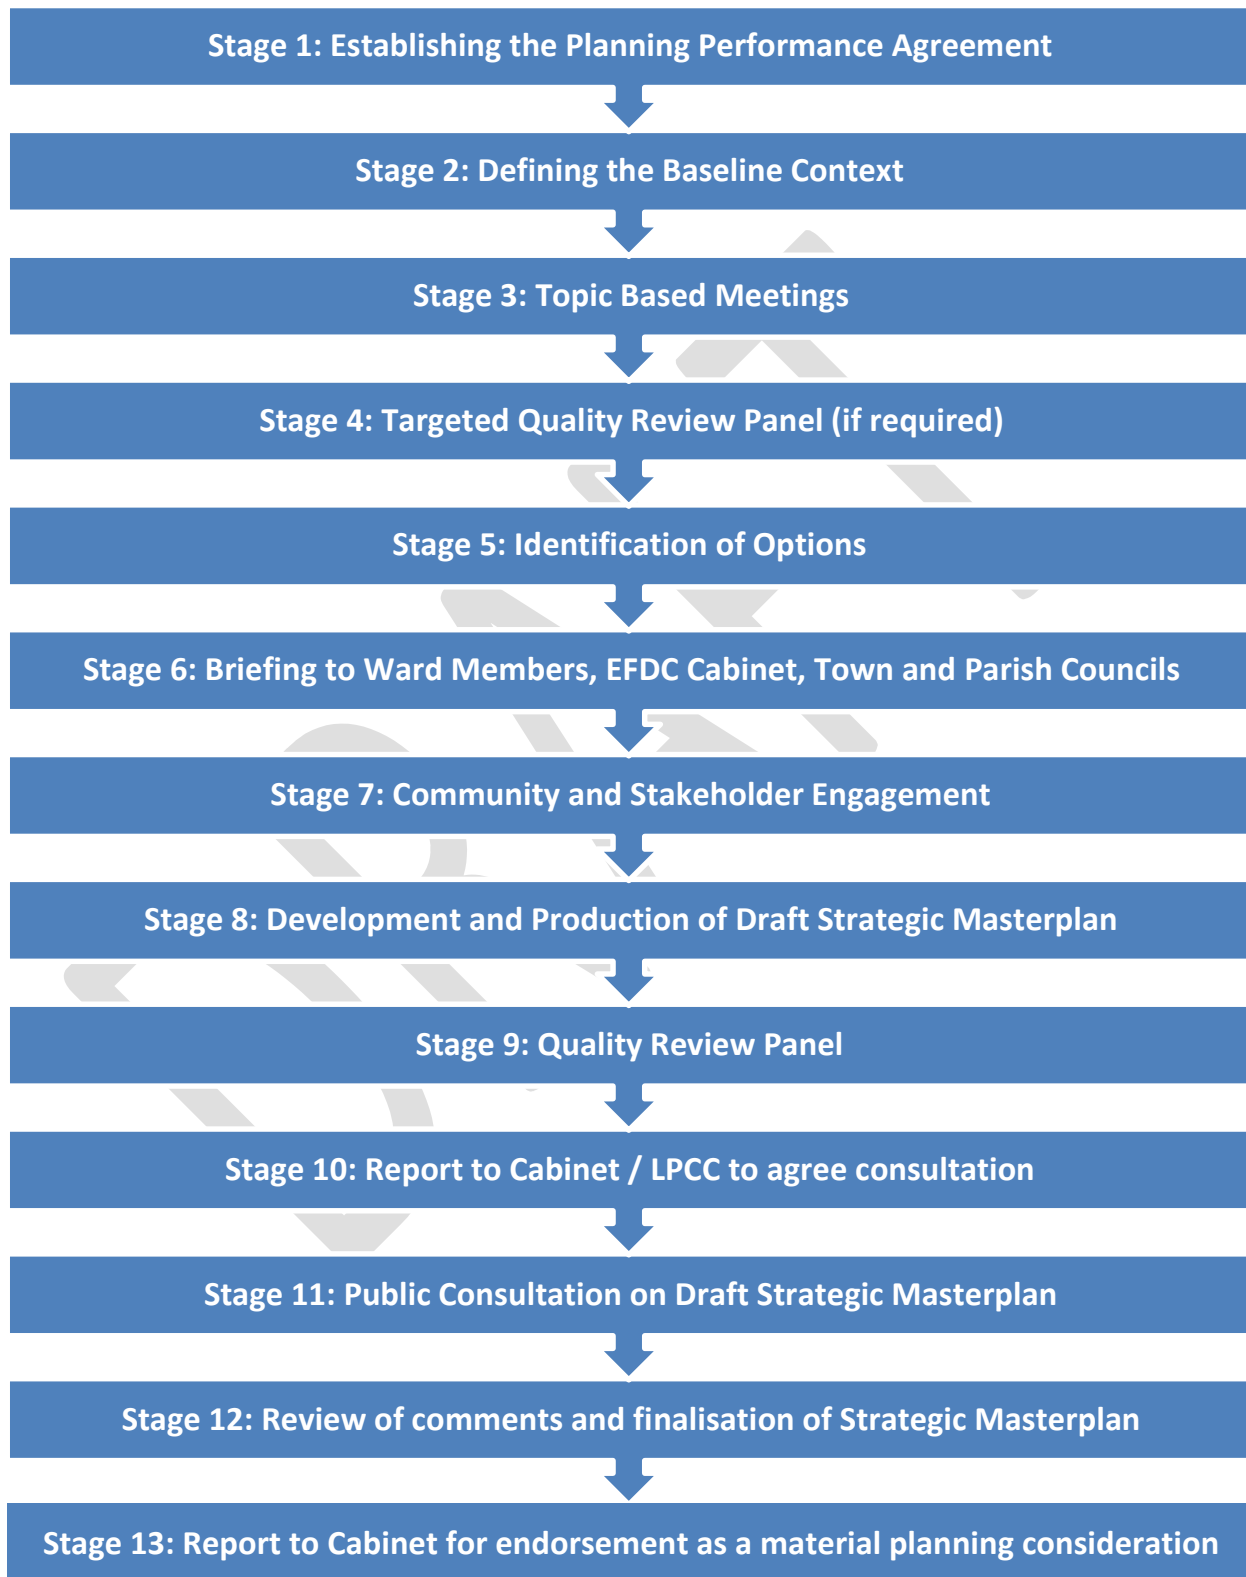 Stage 1: Establishing the Planning Performance Agreement
Stage 2: Defining the Baseline Context
Stage 3: Topic Based Meetings
Stage 4: Targeted Quality Review Panel (if required)
Stage 5: Identification of Options
Stage 6: Briefing to Ward Members, EFDC Cabinet, Town and Parish Councils
Stage 7: Community and Stakeholder Engagement
Stage 8: Development and Production of Draft Strategic Masterplan
Stage 9: Quality Review Panel
Stage 10: Report to Cabinet / LPCC to agree consultation
Stage 11: Public Consultation on Draft Strategic Masterplan
Stage 12: Review of comments and finalisation of Strategic Masterplan
Stage 13: Report to Cabinet for endorsement as a material planning consideration